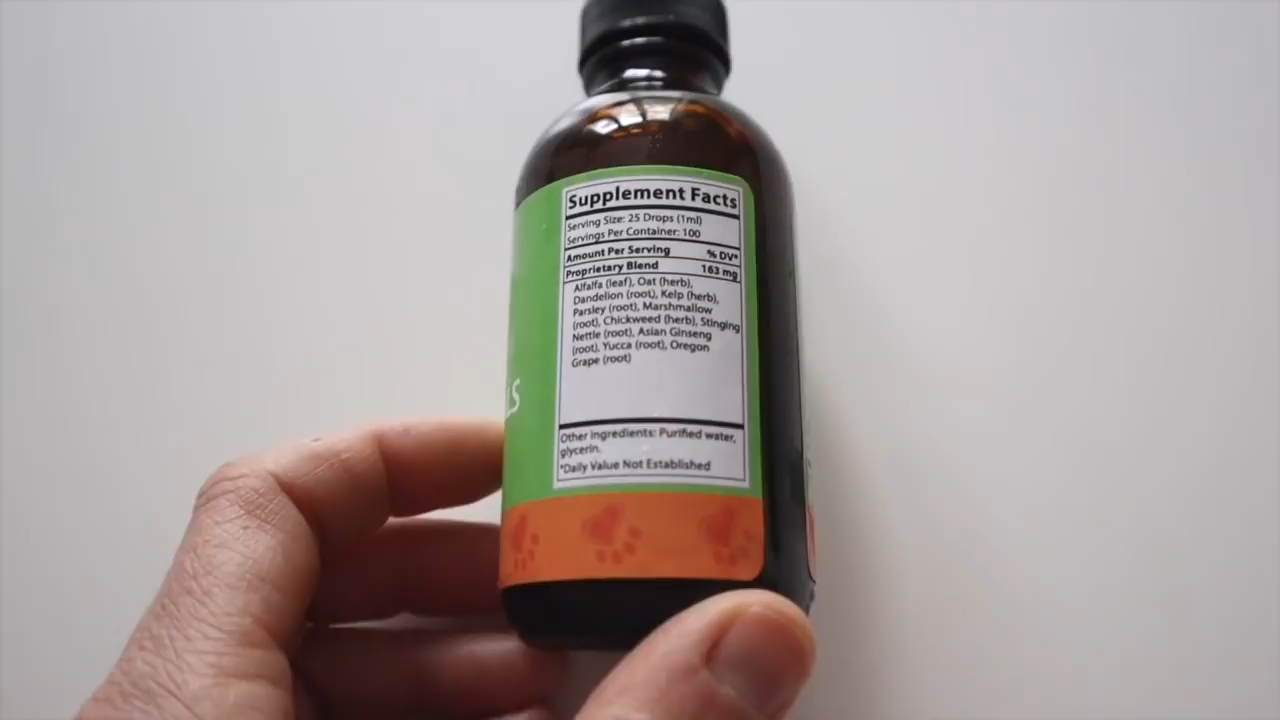 Supplement Facts
Serving Size: 25 Drops (1ml)
Servings Per Container: 100
Amount Per Serving % DV*
Proprietary Blend 163 mg
Alfalfa (leaf), Oat (herb),
Dandelion (root), Kelp (herb),
Parsley (root), Marshmallow
(root), Chickweed (herb), Stinging
Nettle (root), Asian Ginseng
(root), Yucca (root), Oregon
Grape (root)
Other ingredients: Purified water,
glycerin.
*Daily Value Not Established